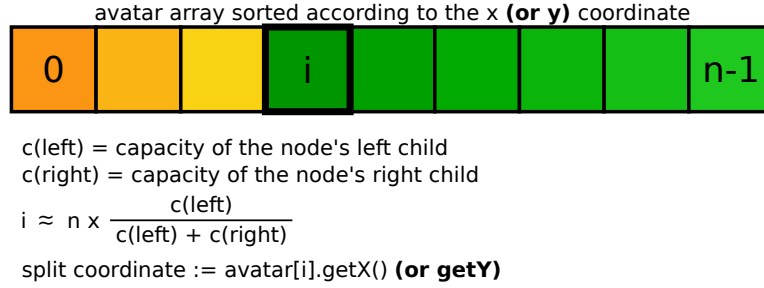 avatar array sorted according to the x (or y) coordinate
0 i n-1
c(left) = capacity of the node's left child
c(right) = capacity of the node's right child
i ≈ n x c(left)
c(left) + c(right)
split coordinate := avatar[i].getX() (or getY)